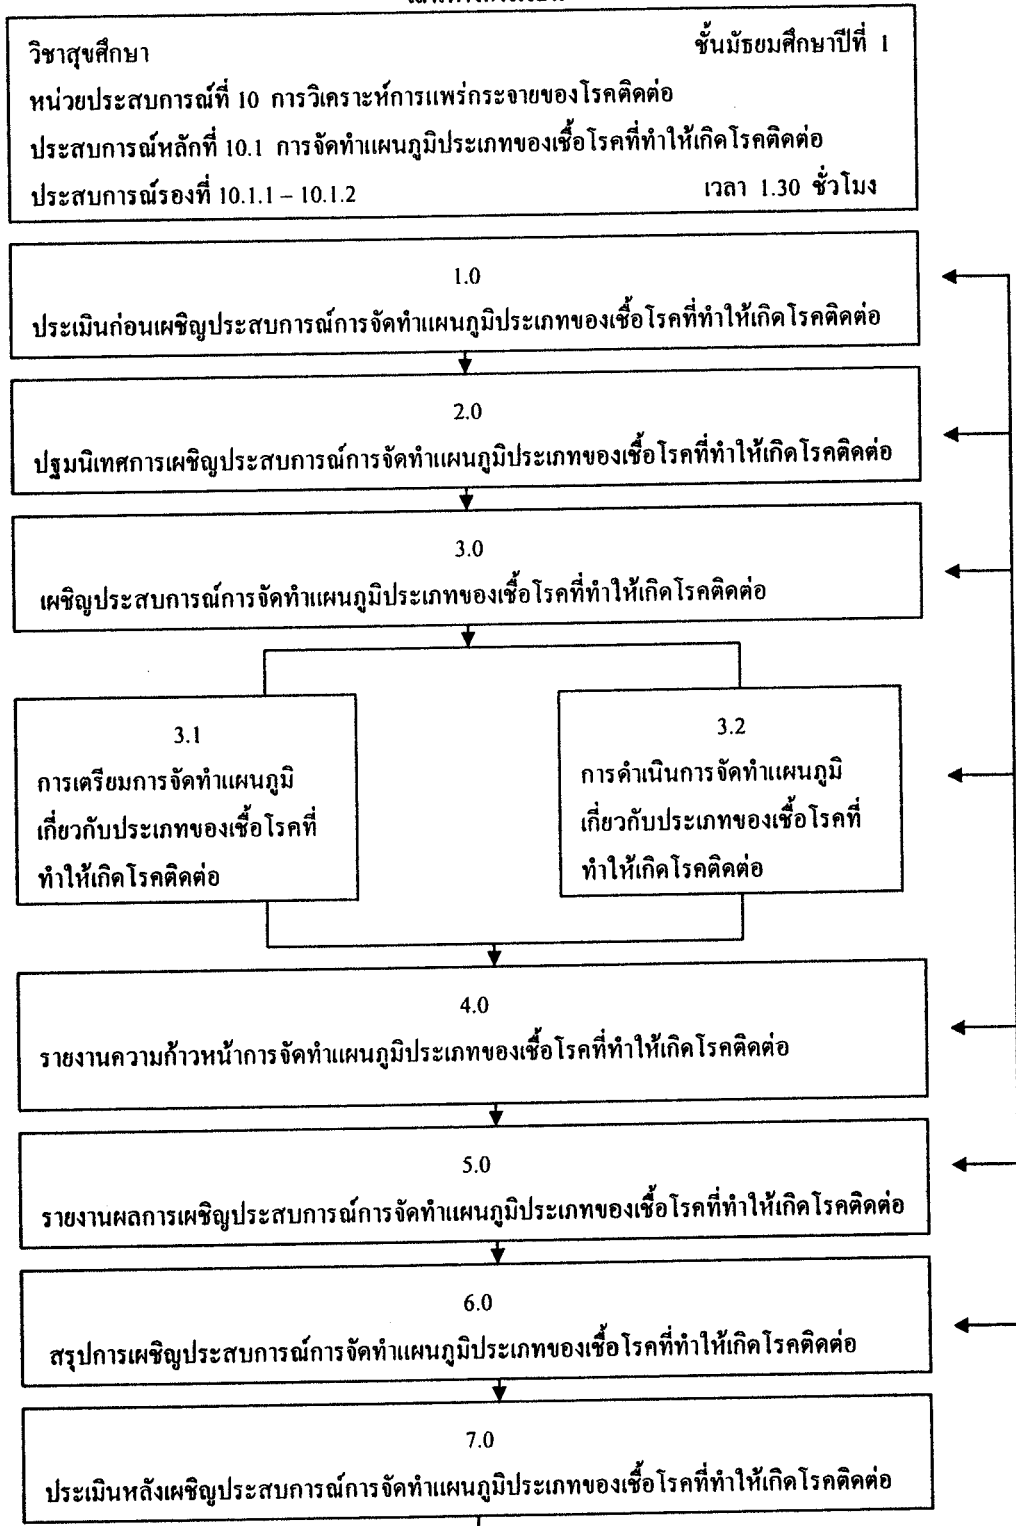 วิชาสุขศึกษา ชั้นมัธยมศึกษาปีที่ 1
หน่วยประสบการณ์ที่ 10 การวิเคราะห์การแพร่กระจายของโรคติดต่อ
ประสบการณ์หลักที่ 10.1 การจัดทำแผนภูมิประเภทของเชื้อโรคที่ทำให้เกิดโรคติดต่อ
ประสบการณ์รองที่ 10.1.1 – 10.1.2 เวลา 1.30 ชั่วโมง
1.0
ประเมินก่อนเผชิญประสบการณ์การจัดทำแผนภูมิประเภทของเชื้อโรคที่ทำให้เกิดโรคติดต่อ
2.0
ปฐมนิเทศการเผชิญประสบการณ์การจัดทำแผนภูมิประเภทของเชื้อโรคที่ทำให้เกิดโรคติดต่อ
3.0
เผชิญประสบการณ์การจัดทำแผนภูมิประเภทของเชื้อโรคที่ทำให้เกิดโรคติดต่อ
3.1
การเตรียมการจัดทำแผนภูมิ
เกี่ยวกับประเภทของเชื้อโรคที่
ทำให้เกิดโรคติดต่อ
3.2
การดำเนินการจัดทำแผนภูมิ
เกี่ยวกับประเภทของเชื้อโรคที่
ทำให้เกิดโรคติดต่อ
4.0
รายงานความก้าวหน้าการจัดทำแผนภูมิประเภทของเชื้อโรคที่ทำให้เกิดโรคติดต่อ
5.0
รายงานผลการเผชิญประสบการณ์การจัดทำแผนภูมิประเภทของเชื้อโรคที่ทำให้เกิดโรคติดต่อ
6.0
สรุปการเผชิญประสบการณ์การจัดทำแผนภูมิประเภทของเชื้อโรคที่ทำให้เกิดโรคติดต่อ
7.0
ประเมินหลังเผชิญประสบการณ์การจัดทำแผนภูมิประเภทของเชื้อโรคที่ทำให้เกิดโรคติดต่อ